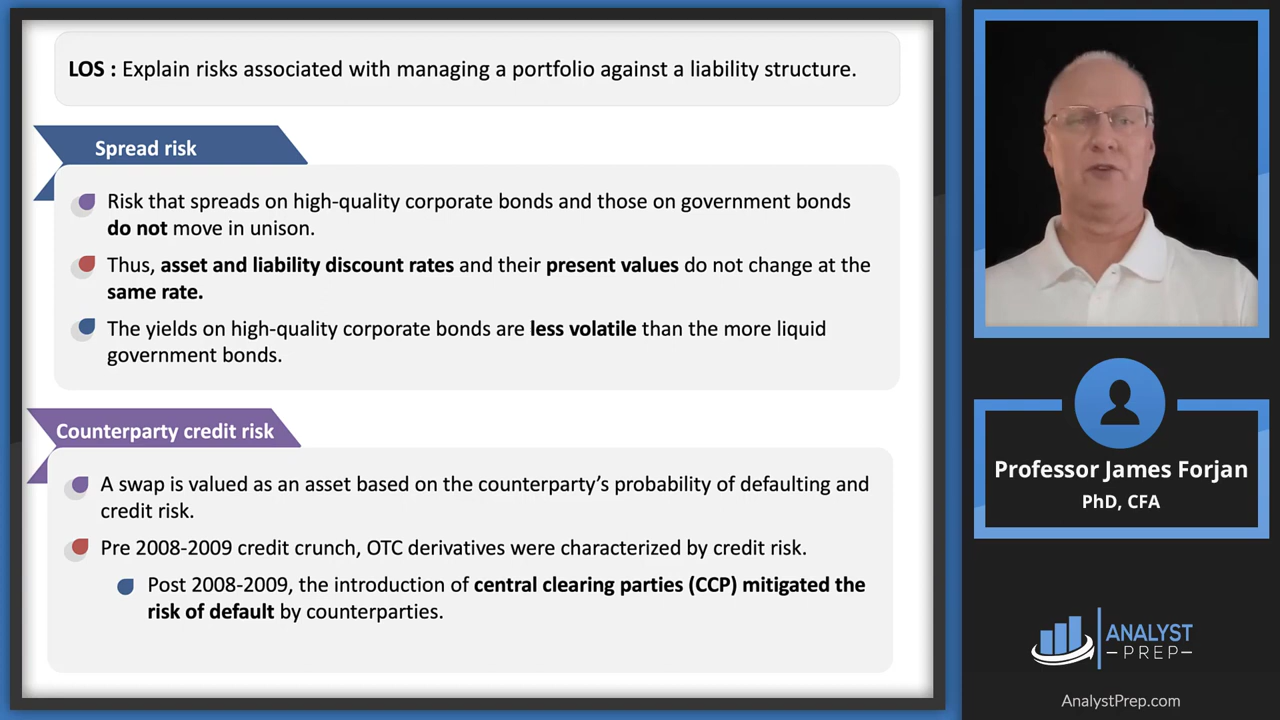 LOS : Explain risks associated with managing a portfolio against a liability structure.
Spread risk
Risk that spreads on high-quality corporate bonds and those on government bonds
do not move in unison.
Thus, asset and liability discount rates and their present values do not change at the
same rate.
The yields on high-quality corporate bonds are less volatile than the more liquid
government bonds.
Counterparty credit risk
A swap is valued as an asset based on the counterparty’s probability of defaulting and
credit risk.
Pre 2008-2009 credit crunch, OTC derivatives were characterized by credit risk.
Post 2008-2009, the introduction of central clearing parties (CCP) mitigated the
risk of default by counterparties.
Professor James Forjan
PhD, CFA
ANALYST
PREP
AnalystPrep.com